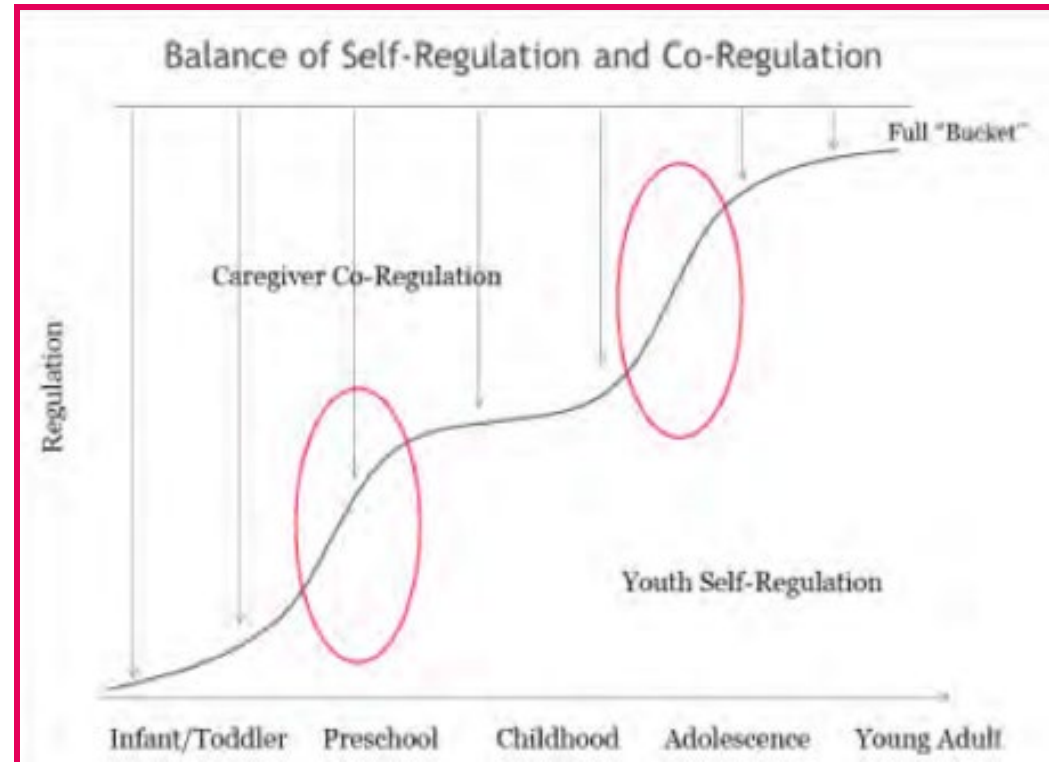 Balance of Self-Regulation and Co-Regulation
Full "Bucket"
Caregiver Co-Regulation
Regulation
Youth Self-Regulation
Infant/Toddler Preschool Childhood Adolescence Young Adult